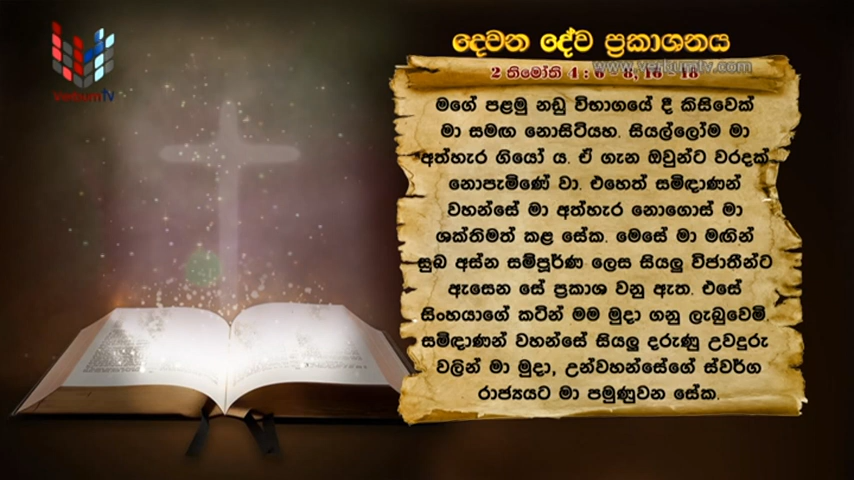 VerbumTV
දෙවන දේව ප්‍රකාශනය
www.verbumtv.com
2 තිමෝති 4 : 6 - 8, 16 - 18
මගේ පළමු නඩු විභාගයේ දී කිසිවෙක්
මා සමඟ නොසිටියහ. සියල්ලෝම මා
අත්හැර ගියෝ ය. ඒ ගැන ඔවුන්ට වරදක්
නොපැමිණේ වා. එහෙත් සමිඳාණන්
වහන්සේ මා අත්හැර නොගොස් මා
ශක්තිමත් කළ සේක. මෙසේ මා මඟින්
සුබ අස්න සම්පූර්ණ ලෙස සියලු විජාතීන්ට
ඇසෙන සේ ප්‍රකාශ වනු ඇත. එසේ
සිංහයාගේ කටින් මම මුදා ගනු ලැබුවෙමි.
සමිඳාණන් වහන්සේ සියලු දරුණු උවදුරු
වලින් මා මුදා, උන්වහන්සේගේ ස්වර්ග
රාජ්‍යයට මා පමුණුවන සේක.